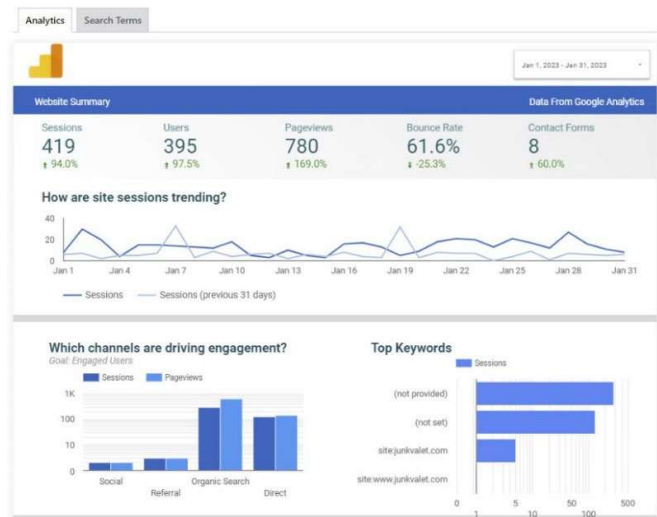 Analytics Search Terms
Jan 1, 2023 - Jan 31, 2023
Website Summary Data From Google Analytics
Sessions Users Pageviews Bounce Rate Contact Forms
419 395 780 61.6% 8
94.0% 97.5% 169.0% -25.3% 60.0%
How are site sessions trending?
40
20
0
Jan 1 Jan 4 Jan 7 Jan 10 Jan 13 Jan 16 Jan 19 Jan 22 Jan 25 Jan 28 Jan 31
Sessions Sessions (previous 31 days)
Which channels are driving engagement?
Goal: Engaged Users
Sessions Pageviews
1K
100
10
0
Social Referral Organic Search Direct
Top Keywords
Sessions
(not provided)
(not set)
site:junkvalet.com
site:www.junkvalet.com
0 1 5 10 50 100 500